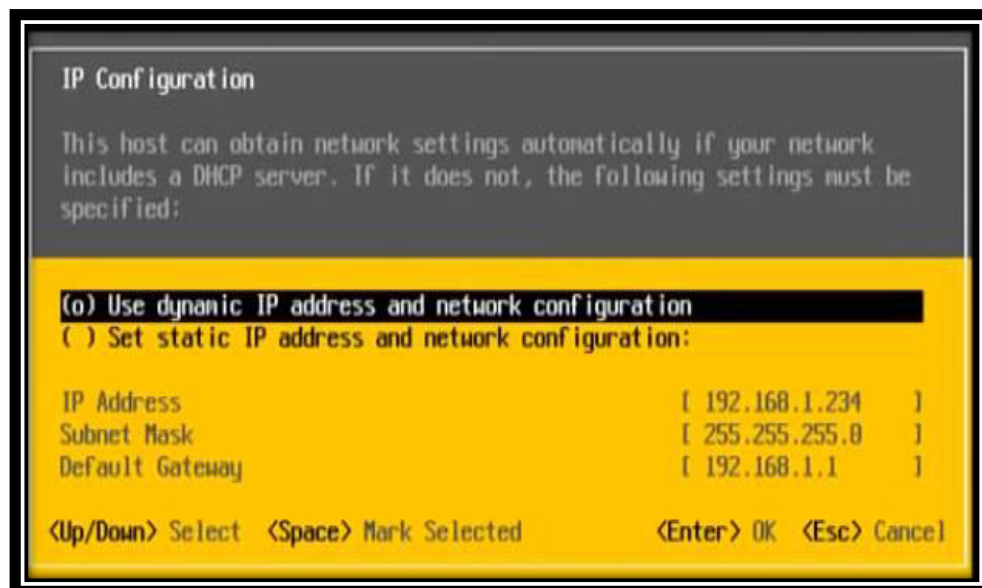 IP Configuration
This host can obtain network settings automatically if your network
includes a DHCP server. If it does not, the following settings must be
specified:
(o) Use dynamic IP address and network configuration
( ) Set static IP address and network configuration:
IP Address [ 192.168.1.234 ]
Subnet Mask [ 255.255.255.0 ]
Default Gateway [ 192.168.1.1 ]
<Up/Down> Select <Space> Mark Selected <Enter> OK <Esc> Cancel